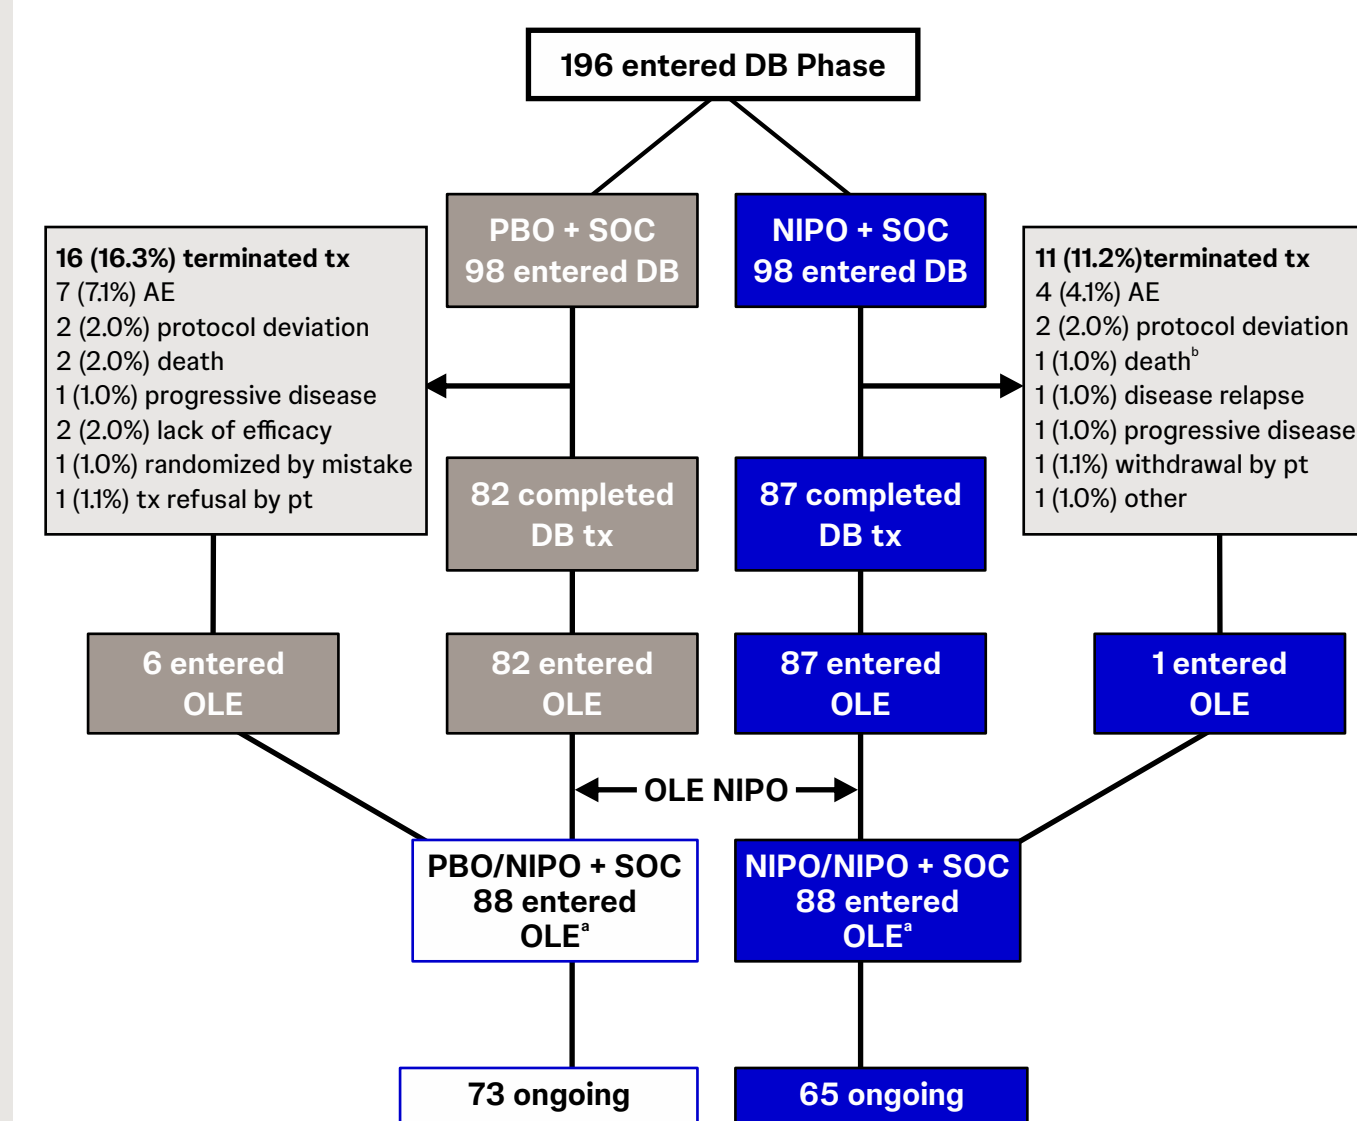 196 entered DB Phase
PBO + SOC
98 entered DB
NIPO + SOC
98 entered DB
16 (16.3%) terminated tx
7 (7.1%) AE
2 (2.0%) protocol deviation
2 (2.0%) death
1 (1.0%) progressive disease
2 (2.0%) lack of efficacy
1 (1.0%) randomized by mistake
1 (1.1%) tx refusal by pt
11 (11.2%)terminated tx
4 (4.1%) AE
2 (2.0%) protocol deviation
1 (1.0%) deathᵇ
1 (1.0%) disease relapse
1 (1.0%) progressive disease
1 (1.1%) withdrawal by pt
1 (1.0%) other
82 completed
DB tx
87 completed
DB tx
6 entered
OLE
82 entered
OLE
87 entered
OLE
1 entered
OLE
OLE NIPO
PBO/NIPO + SOC
88 entered
OLEᵃ
NIPO/NIPO + SOC
88 entered
OLEᵃ
73 ongoing
65 ongoing